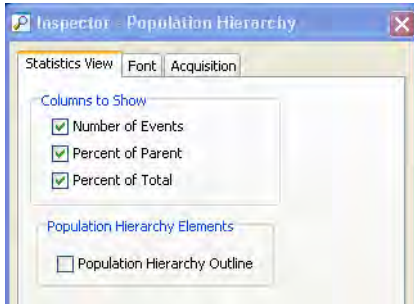 Inspector - Population Hierarchy
Statistics View Font Acquisition
Columns to Show
Number of Events
Percent of Parent
Percent of Total
Population Hierarchy Elements
Population Hierarchy Outline